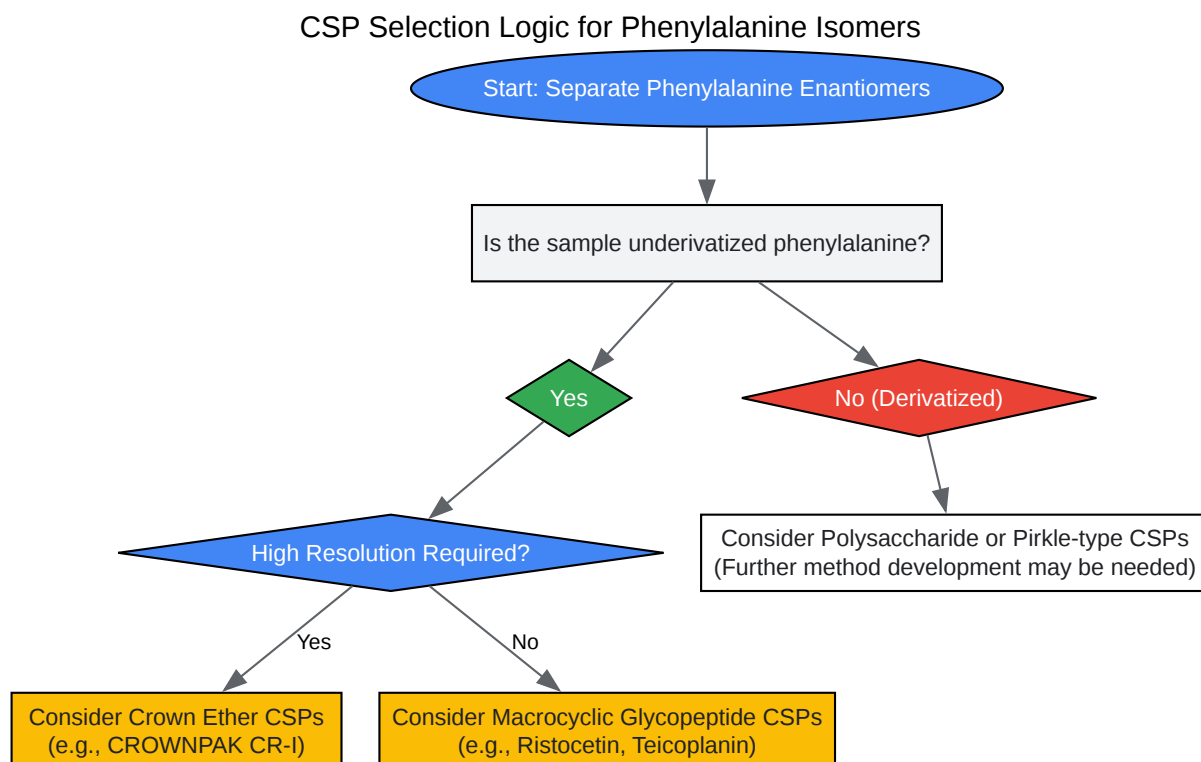 CSP Selection Logic for Phenylalanine Isomers
Start: Separate Phenylalanine Enantiomers
Is the sample underivatized phenylalanine?
Yes
No (Derivatized)
High Resolution Required?
Consider Polysaccharide or Pirkle-type CSPs
(Further method development may be needed)
Yes
No
Consider Crown Ether CSPs
(e.g., CROWNPAK CR-I)
Consider Macrocyclic Glycopeptide CSPs
(e.g., Ristocetin, Teicoplanin)